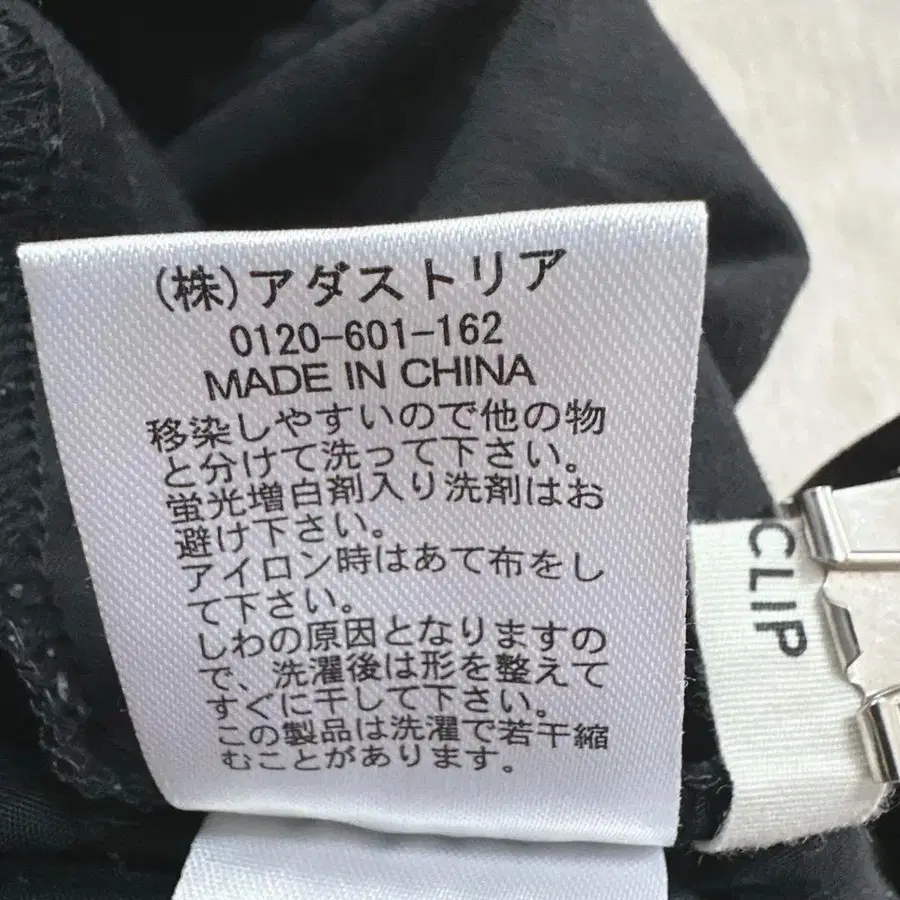 (株)アダストリア
0120-601-162
MADE IN CHINA
移染しやすいので他の物
と分けて洗って下さい。
蛍光増白剤入り洗剤はお
避け下さい。
アイロン時はあて布をし
て下さい。
しわの原因となりますの
で、洗濯後は形を整えて
すぐに干して下さい。
この製品は洗濯で若干縮
むことがあります。
CLIP